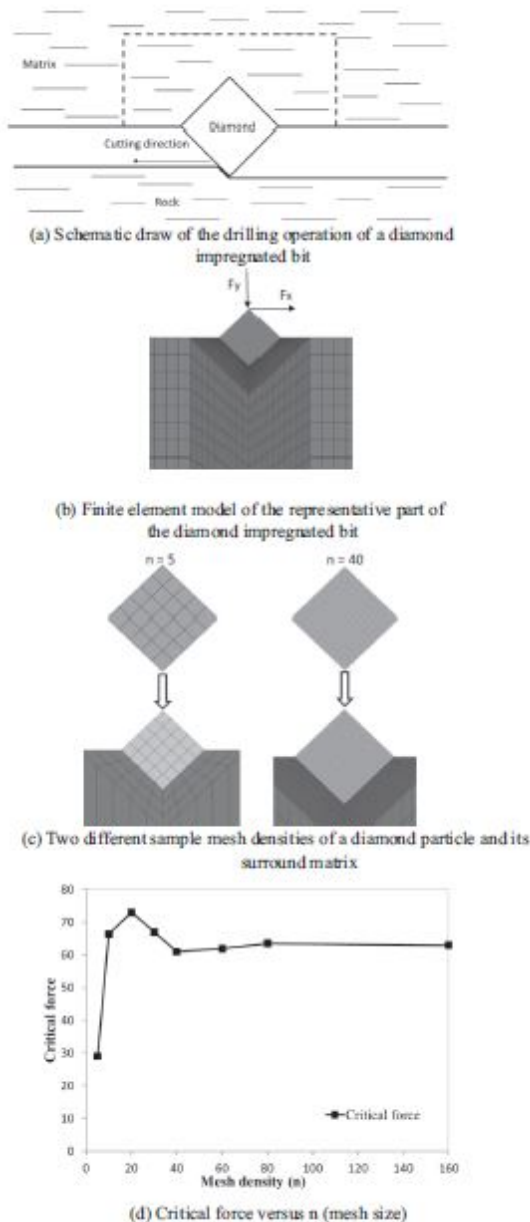 Matrix
Diamond
Cutting direction
Rock
(a) Schematic draw of the drilling operation of a diamond
impregnated bit
Fy
Fx
(b) Finite element model of the representative part of
the diamond impregnated bit
n = 5
n = 40
(c) Two different sample mesh densities of a diamond particle and its
surround matrix
80
70
60
50
40
30
20
10
0
Critical force
Critical force
0 20 40 60 80 100 120 140 160
Mesh density (n)
(d) Critical force versus n (mesh size)